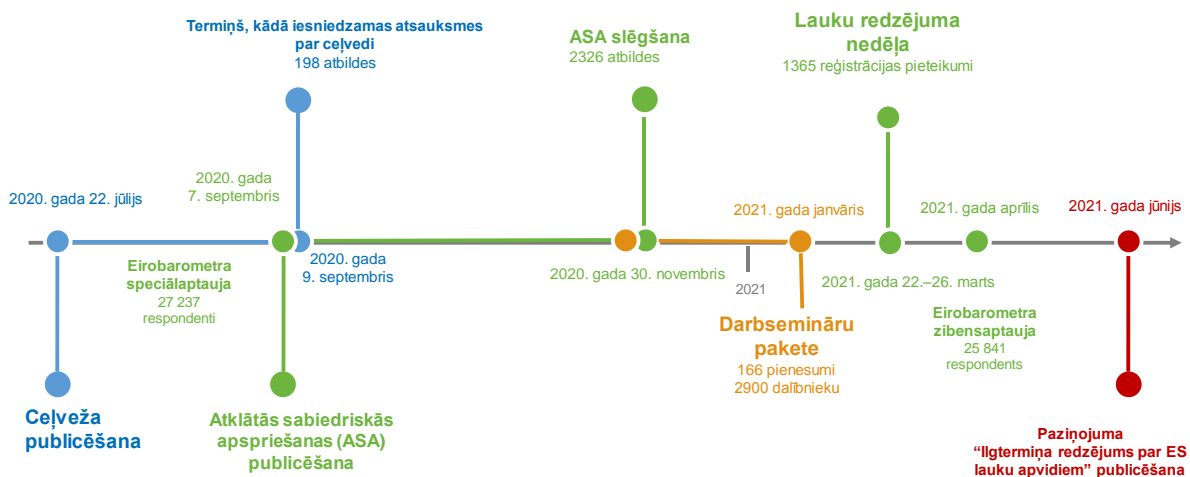 Termiņš, kādā iesniedzamas atsauksmes
par ceļvedi
198 atbildes
ASA slēgšana
2326 atbildes
Lauku redzējuma
nedēļa
1365 reģistrācijas pieteikumi
2020. gada 22. jūlijs
2020. gada
7. septembris
2021. gada janvāris
2021. gada aprīlis
2021. gada jūnijs
Eirobarometra
speciālaptauja
27 237
respondenti
2020. gada
9. septembris
2020. gada 30. novembris
2021
2021. gada 22.–26. marts
Darbsemināru
pakete
166 pienesumi
2900 dalībnieku
Eirobarometra
zibensaptauja
25 841
respondents
Ceļveža
publicēšana
Atklātās sabiedriskās
apspriešanas (ASA)
publicēšana
Paziņojuma
“Ilgtermiņa redzējums par ES
lauku apvidiem” publicēšana